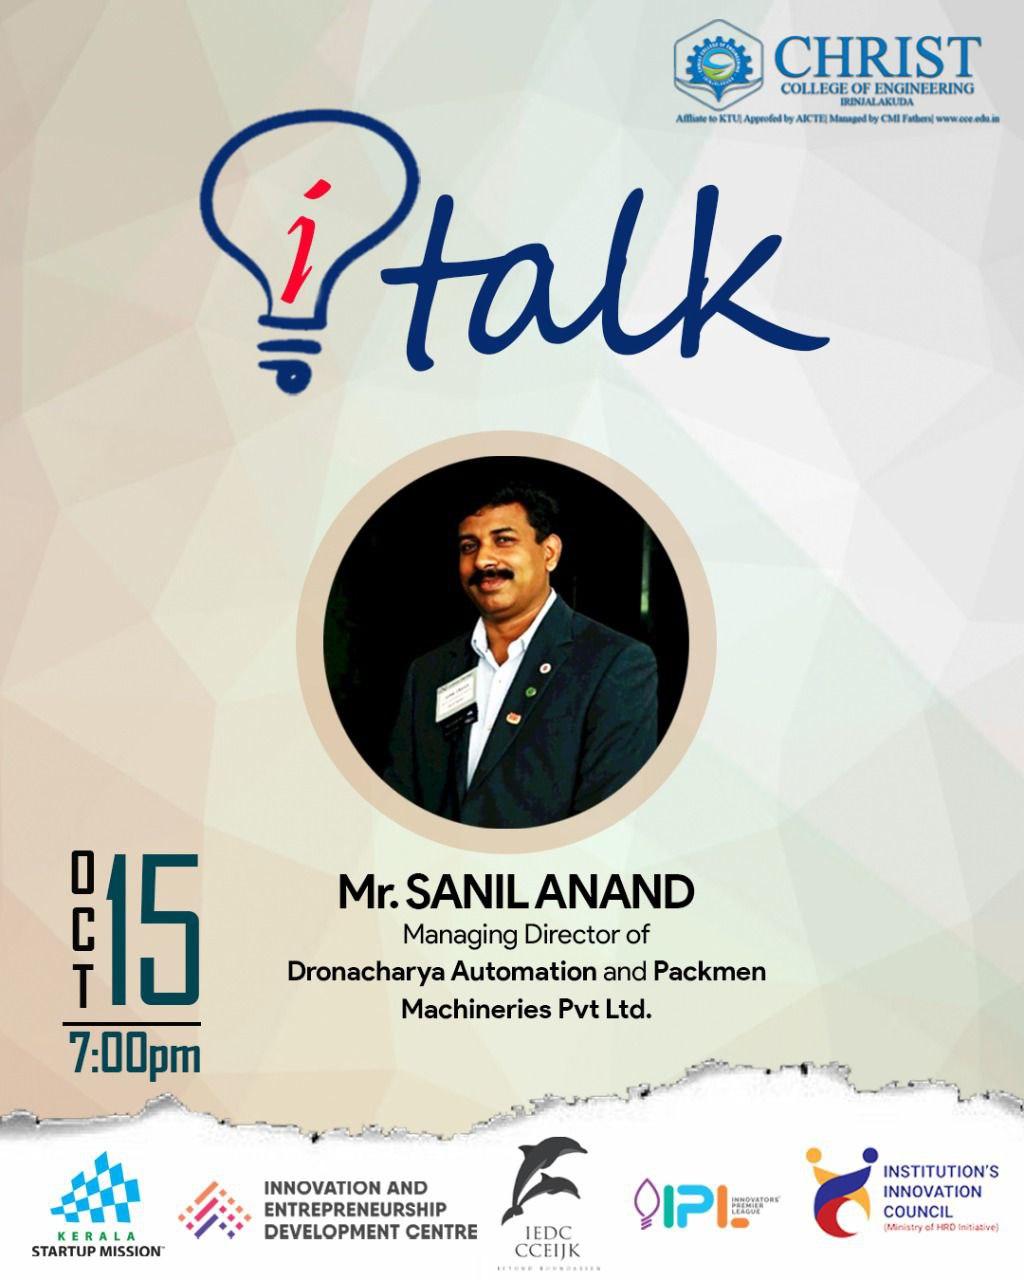 CHRIST
COLLEGE OF ENGINEERING
IRINJALAKUDA
Affliate to KTU| Approfed by AICTE| Managed by CMI Fathers| www.cce.edu.in
i talk
Mr. SANIL ANAND
Managing Director of
Dronacharya Automation and Packmen
Machineries Pvt Ltd.
OCT 15
7:00pm
KERALA
STARTUP MISSION
INNOVATION AND
ENTREPRENEURSHIP
DEVELOPMENT CENTRE
IEDC
CCEIJK
IPL
INNOVATORS'
PREMIER
LEAGUE
INSTITUTION'S
INNOVATION
COUNCIL
(Ministry of HRD Initiative)